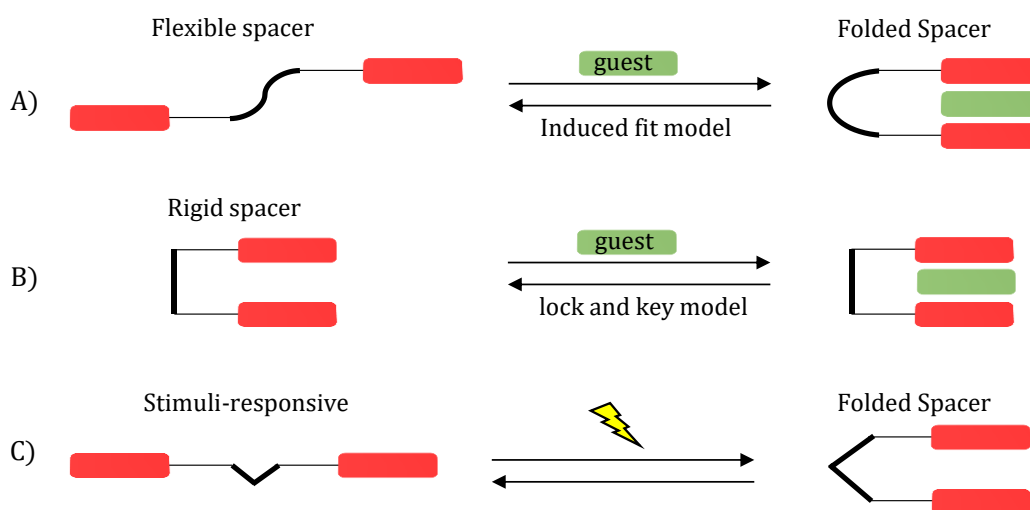 Flexible spacer
Folded Spacer
guest
A)
Induced fit model
Rigid spacer
guest
B)
lock and key model
Stimuli-responsive
Folded Spacer
C)